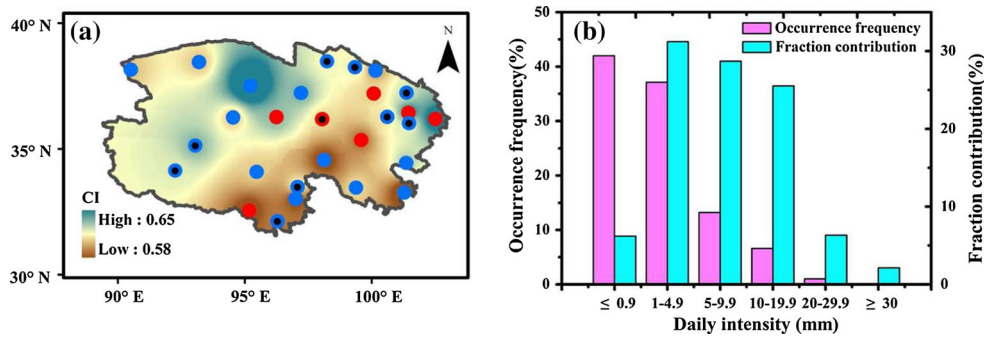 (a)
N
40° N
35° N
30° N
CI
High : 0.65
Low : 0.58
90° E 95° E 100° E
(b)
Occurrence frequency
Fraction contribution
Occurrence frequency(%)
50
40
30
20
10
0
Fraction contribution(%)
30
20
10
0
≤ 0.9 1-4.9 5-9.9 10-19.9 20-29.9 ≥ 30
Daily intensity (mm)